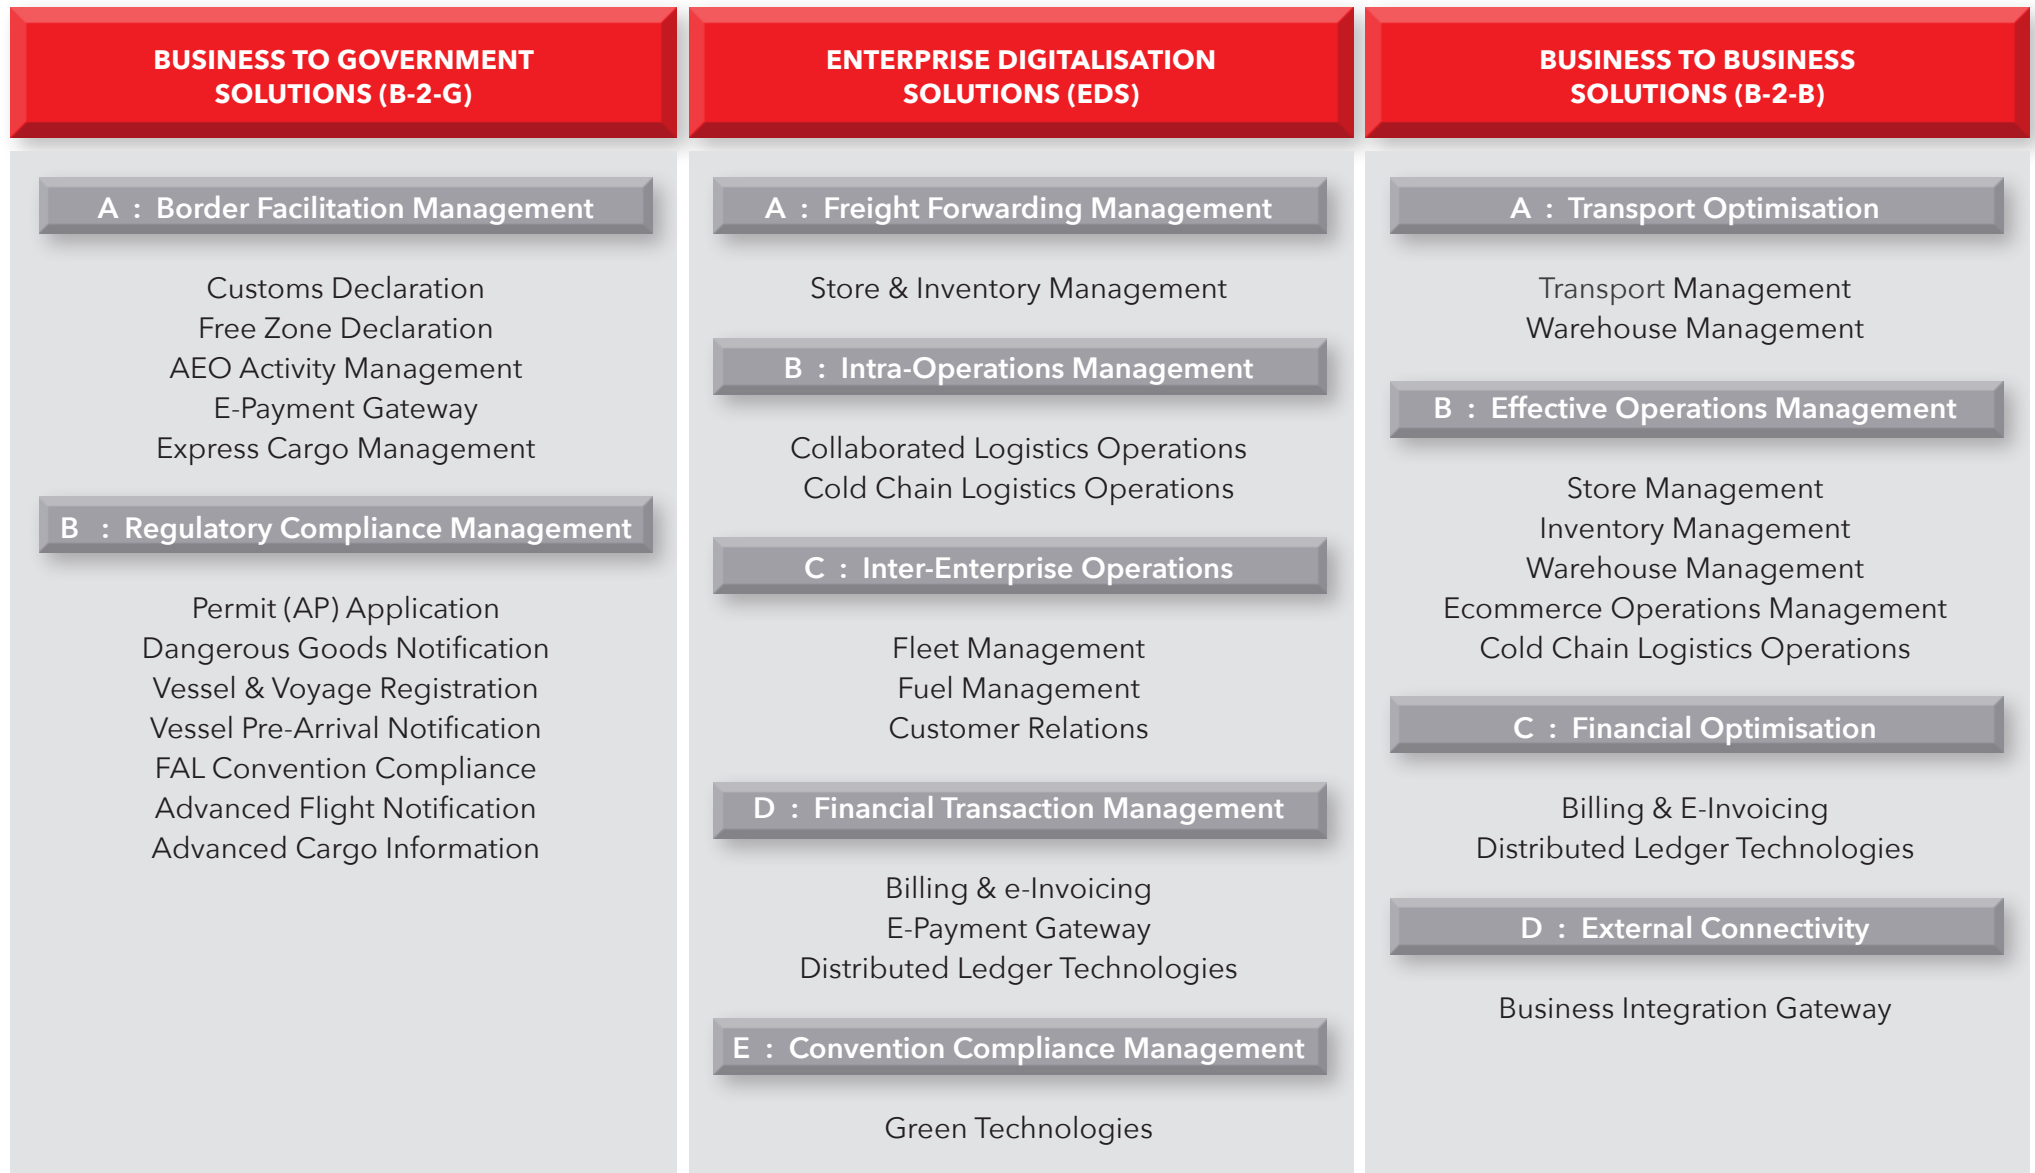 BUSINESS TO GOVERNMENT
SOLUTIONS (B-2-G)
A : Border Facilitation Management
Customs Declaration
Free Zone Declaration
AEO Activity Management
E-Payment Gateway
Express Cargo Management
B : Regulatory Compliance Management
Permit (AP) Application
Dangerous Goods Notification
Vessel & Voyage Registration
Vessel Pre-Arrival Notification
FAL Convention Compliance
Advanced Flight Notification
Advanced Cargo Information
ENTERPRISE DIGITALISATION
SOLUTIONS (EDS)
A : Freight Forwarding Management
Store & Inventory Management
B : Intra-Operations Management
Collaborated Logistics Operations
Cold Chain Logistics Operations
C : Inter-Enterprise Operations
Fleet Management
Fuel Management
Customer Relations
D : Financial Transaction Management
Billing & e-Invoicing
E-Payment Gateway
Distributed Ledger Technologies
E : Convention Compliance Management
Green Technologies
BUSINESS TO BUSINESS
SOLUTIONS (B-2-B)
A : Transport Optimisation
Transport Management
Warehouse Management
B : Effective Operations Management
Store Management
Inventory Management
Warehouse Management
Ecommerce Operations Management
Cold Chain Logistics Operations
C : Financial Optimisation
Billing & E-Invoicing
Distributed Ledger Technologies
D : External Connectivity
Business Integration Gateway